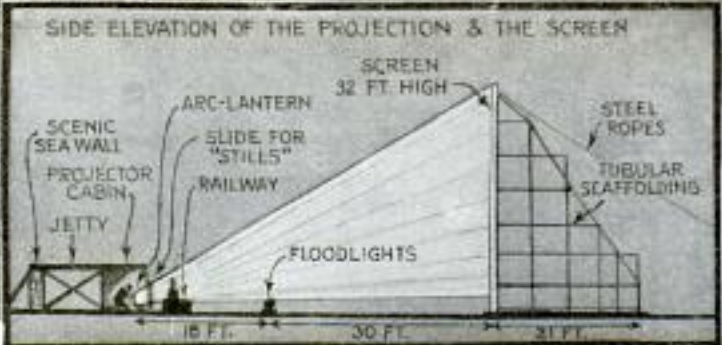 SIDE ELEVATION OF THE PROJECTION & THE SCREEN
SCREEN
32 FT. HIGH
ARC-LANTERN
STEEL
ROPES
SCENIC
SEA WALL
SLIDE FOR
"STILLS"
PROJECTOR
CABIN
RAILWAY
TUBULAR
SCAFFOLDING
JETTY
FLOODLIGHTS
18 FT.
30 FT.
21 FT.